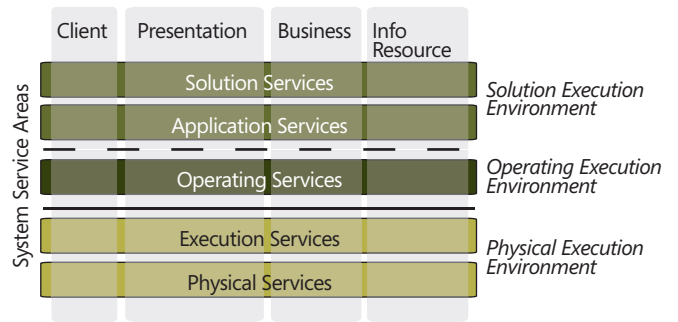 Client
Presentation
Business
Info
Resource
System Service Areas
Solution Services
Application Services
Solution Execution
Environment
Operating Services
Operating Execution
Environment
Execution Services
Physical Services
Physical Execution
Environment